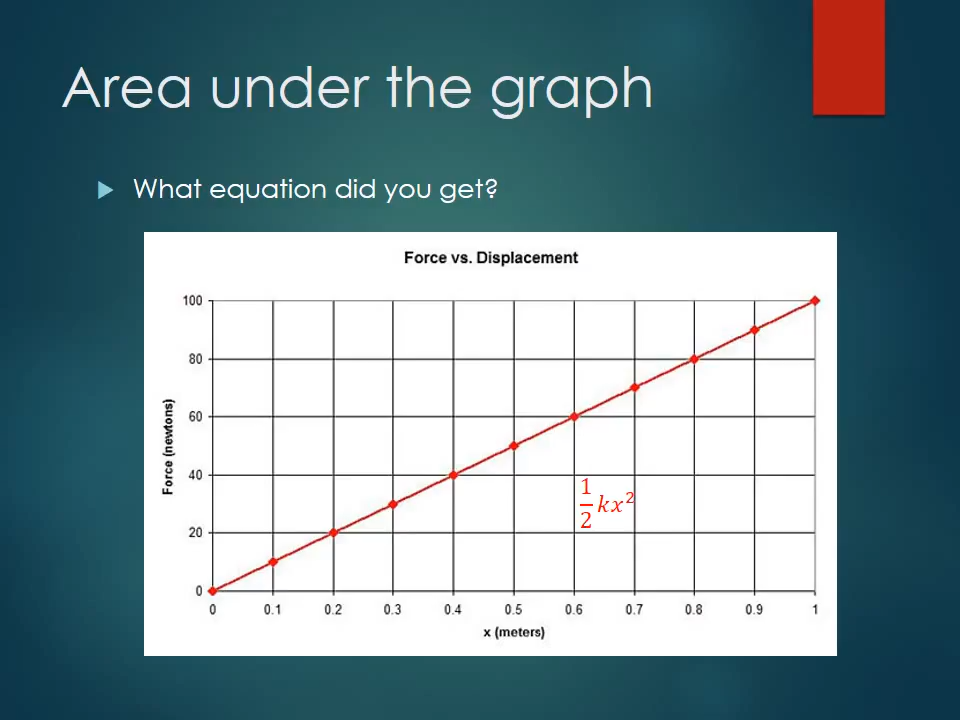 Area under the graph
What equation did you get?
Force vs. Displacement
100
80
60
40
20
0
Force (newtons)
1/2 kx²
0 0.1 0.2 0.3 0.4 0.5 0.6 0.7 0.8 0.9 1
x (meters)